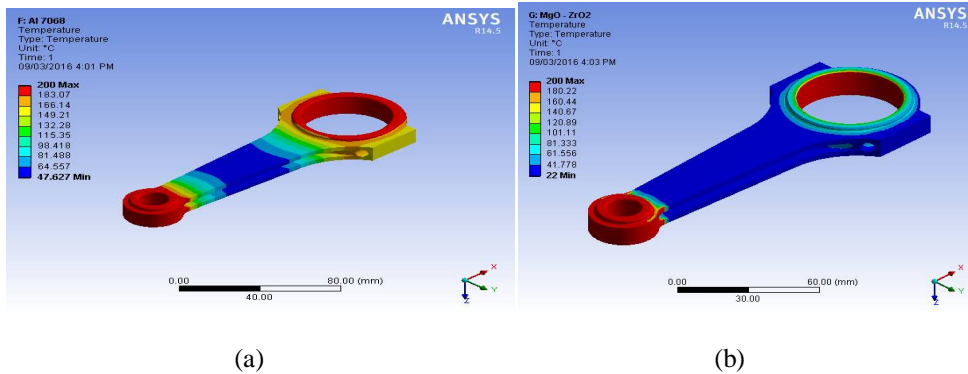 F: Al 7068
Temperature
Type: Temperature
Unit: °C
Time: 1
09/03/2016 4:01 PM
200 Max
183.07
166.14
149.21
132.28
115.35
98.418
81.488
64.557
47.627 Min
ANSYS
R14.5
0.00
80.00 (mm)
40.00
X
Y
Z
G: MgO - ZrO2
Temperature
Type: Temperature
Unit: °C
Time: 1
09/03/2016 4:03 PM
200 Max
180.22
160.44
140.67
120.89
101.11
81.333
61.556
41.778
22 Min
ANSYS
R14.5
0.00
60.00 (mm)
30.00
X
Y
Z
(a)
(b)